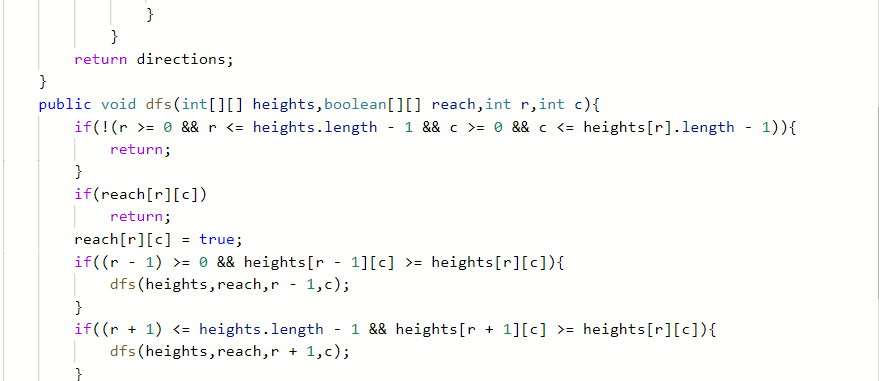 }
        }
    return directions;
}
public void dfs(int[][] heights,boolean[][] reach,int r,int c){
    if(!(r >= 0 && r <= heights.length - 1 && c >= 0 && c <= heights[r].length - 1)){
        return;
    }
    if(reach[r][c])
        return;
    reach[r][c] = true;
    if((r - 1) >= 0 && heights[r - 1][c] >= heights[r][c]){
        dfs(heights,reach,r - 1,c);
    }
    if((r + 1) <= heights.length - 1 && heights[r + 1][c] >= heights[r][c]){
        dfs(heights,reach,r + 1,c);
    }